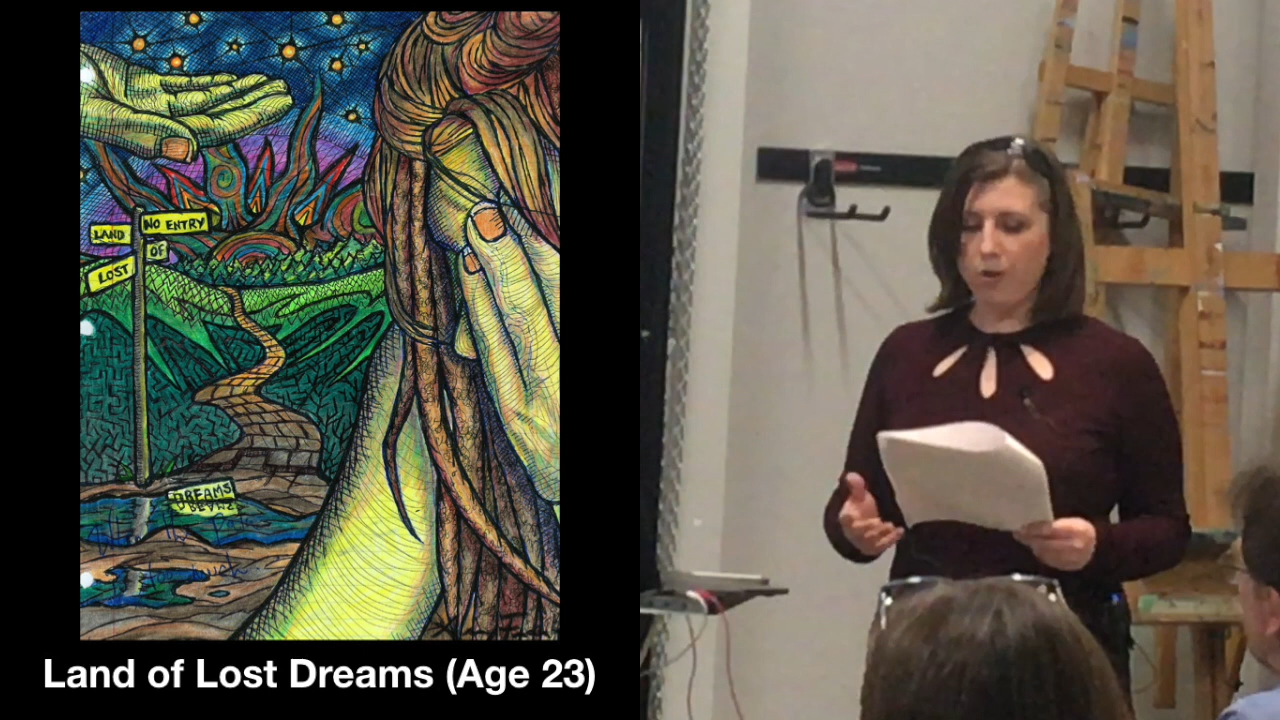 NO ENTRY
LAND
OF
LOST
DREAMS
Land of Lost Dreams (Age 23)